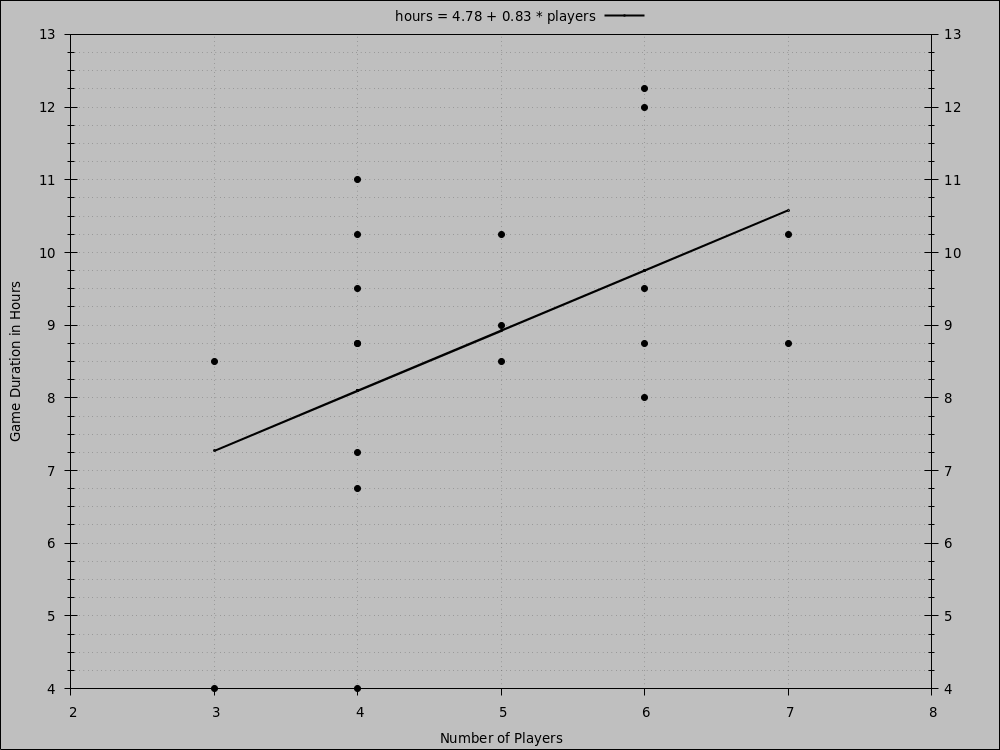 hours = 4.78 + 0.83 * players
13 13
12 12
11 11
10 10
9 9
8 8
7 7
6 6
5 5
4 4
2 3 4 5 6 7 8
Game Duration in Hours
Number of Players